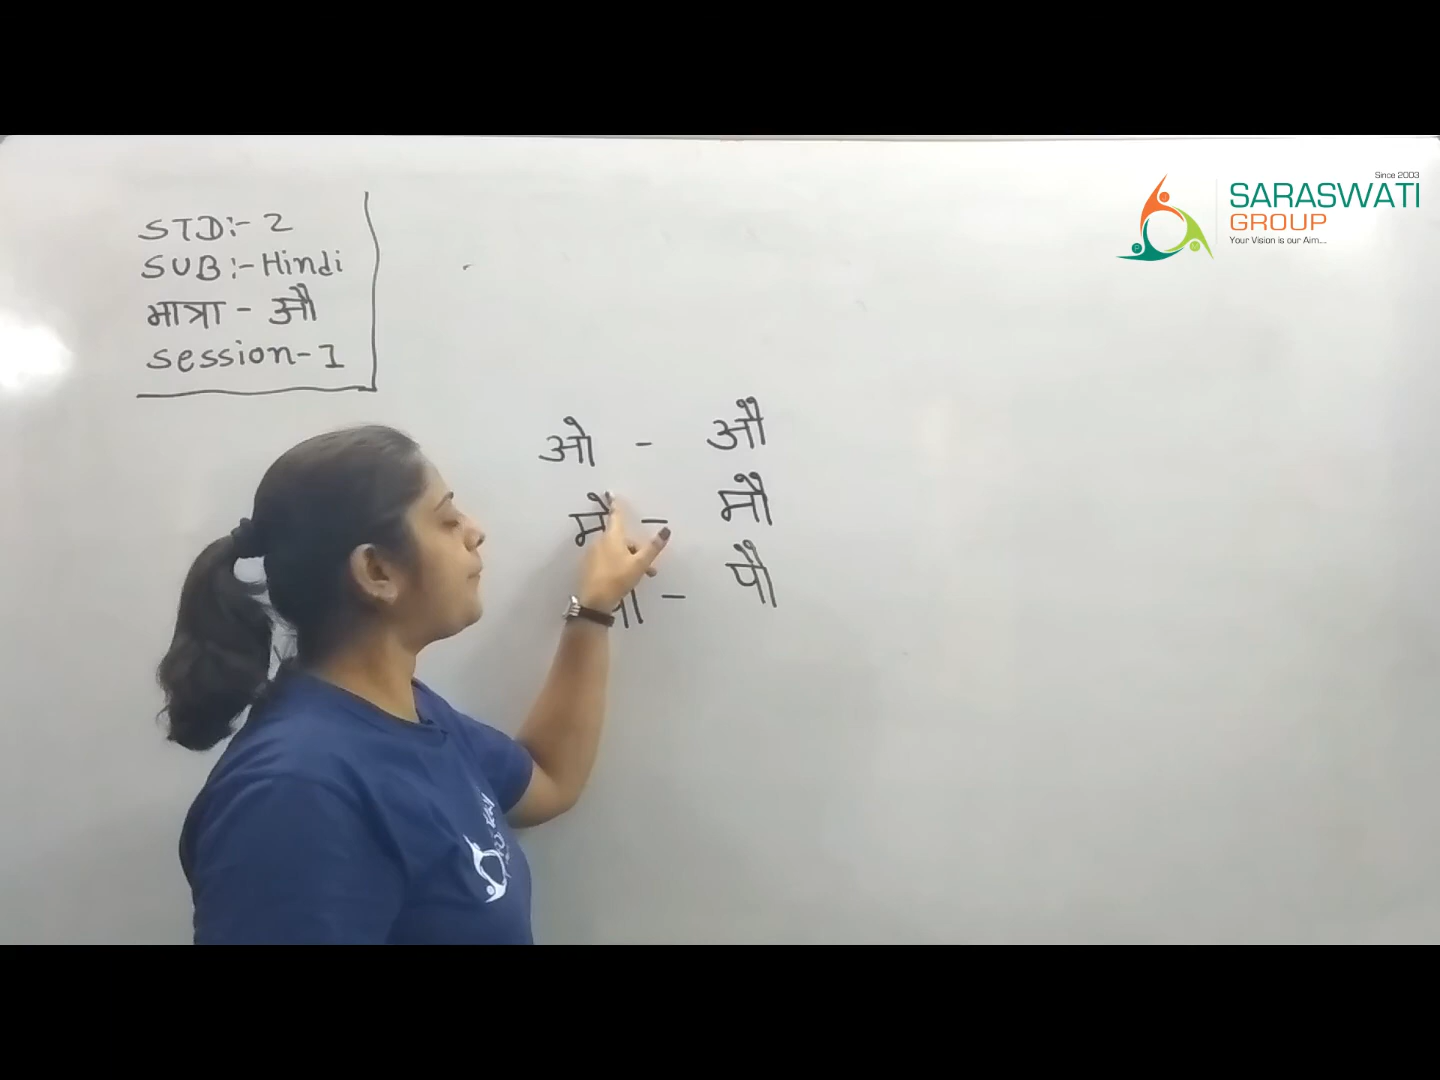 STD:- 2
SUB:- Hindi
मात्रा - औ
session - 1
Since 2003
SARASWATI
GROUP
Your Vision is our Aim...
ओ - औ
- मौ
- पौ